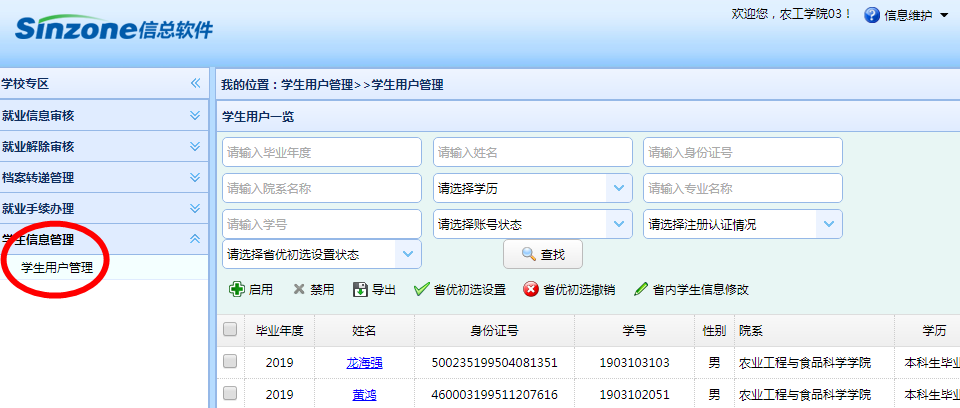 Sinzone信总软件
欢迎您，农工学院03！ 信息维护
学校专区
就业信息审核
就业解除审核
档案转递管理
就业手续办理
学生信息管理
学生用户管理
我的位置：学生用户管理>>学生用户管理
学生用户一览
请输入毕业年度 请输入姓名 请输入身份证号
请输入院系名称 请选择学历 请输入专业名称
请输入学号 请选择账号状态 请选择注册认证情况
请选择省优初选设置状态 查找
启用 禁用 导出 省优初选设置 省优初选撤销 省内学生信息修改
毕业年度 姓名 身份证号 学号 性别 院系 学历
2019 龙海强 500235199504081351 1903103103 男 农业工程与食品科学学院 本科生毕业
2019 黄鸿 460003199511207616 1903102051 男 农业工程与食品科学学院 本科生毕业